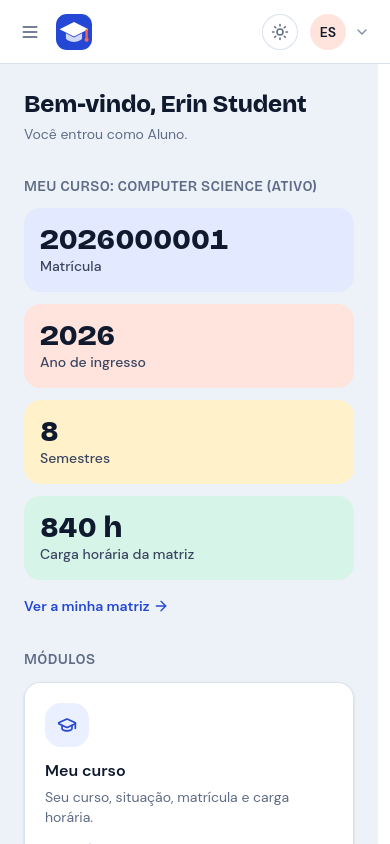 ES
Bem-vindo, Erin Student
Você entrou como Aluno.
MEU CURSO: COMPUTER SCIENCE (ATIVO)
2026000001
Matrícula
2026
Ano de ingresso
8
Semestres
840 h
Carga horária da matriz
Ver a minha matriz →
MÓDULOS
Meu curso
Seu curso, situação, matrícula e carga
horária.